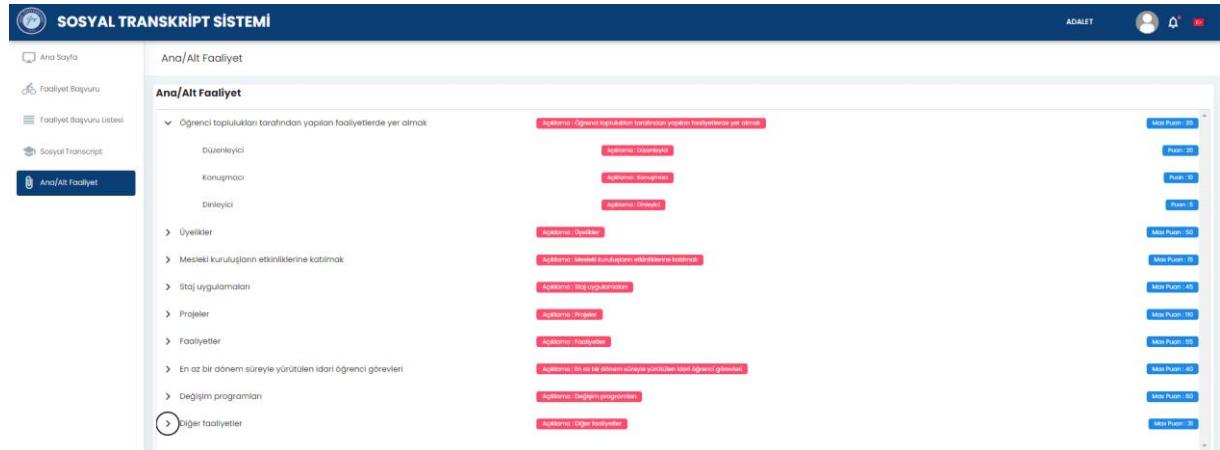 SOSYAL TRANSKRİPT SİSTEMİ
ADALET
Ana Sayfa
Ana/Alt Faaliyet
Faaliyet Başvuru
Ana/Alt Faaliyet
Faaliyet Başvuru Listesi
Öğrenci toplulukları tarafından yapılan faaliyetlerde yer almak Açıklama : Öğrenci toplulukları tarafından yapılan faaliyetlerde yer almak Max Puan : 35
Sosyal Transcript
Düzenleyici Açıklama : Düzenleyici Puan : 20
Ana/Alt Faaliyet
Konuşmacı Açıklama : Konuşmacı Puan : 10
Dinleyici Açıklama : Dinleyici Puan : 5
Üyelikler Açıklama : Üyelikler Max Puan : 50
Mesleki kuruluşların etkinliklerine katılmak Açıklama : Mesleki kuruluşların etkinliklerine katılmak Max Puan : 15
Staj uygulamaları Açıklama : Staj uygulamaları Max Puan : 45
Projeler Açıklama : Projeler Max Puan : 110
Faaliyetler Açıklama : Faaliyetler Max Puan : 55
En az bir dönem süreyle yürütülen idari öğrenci görevleri Açıklama : En az bir dönem süreyle yürütülen idari öğrenci görevleri Max Puan : 40
Değişim programları Açıklama : Değişim programları Max Puan : 60
Diğer faaliyetler Açıklama : Diğer faaliyetler Max Puan : 31